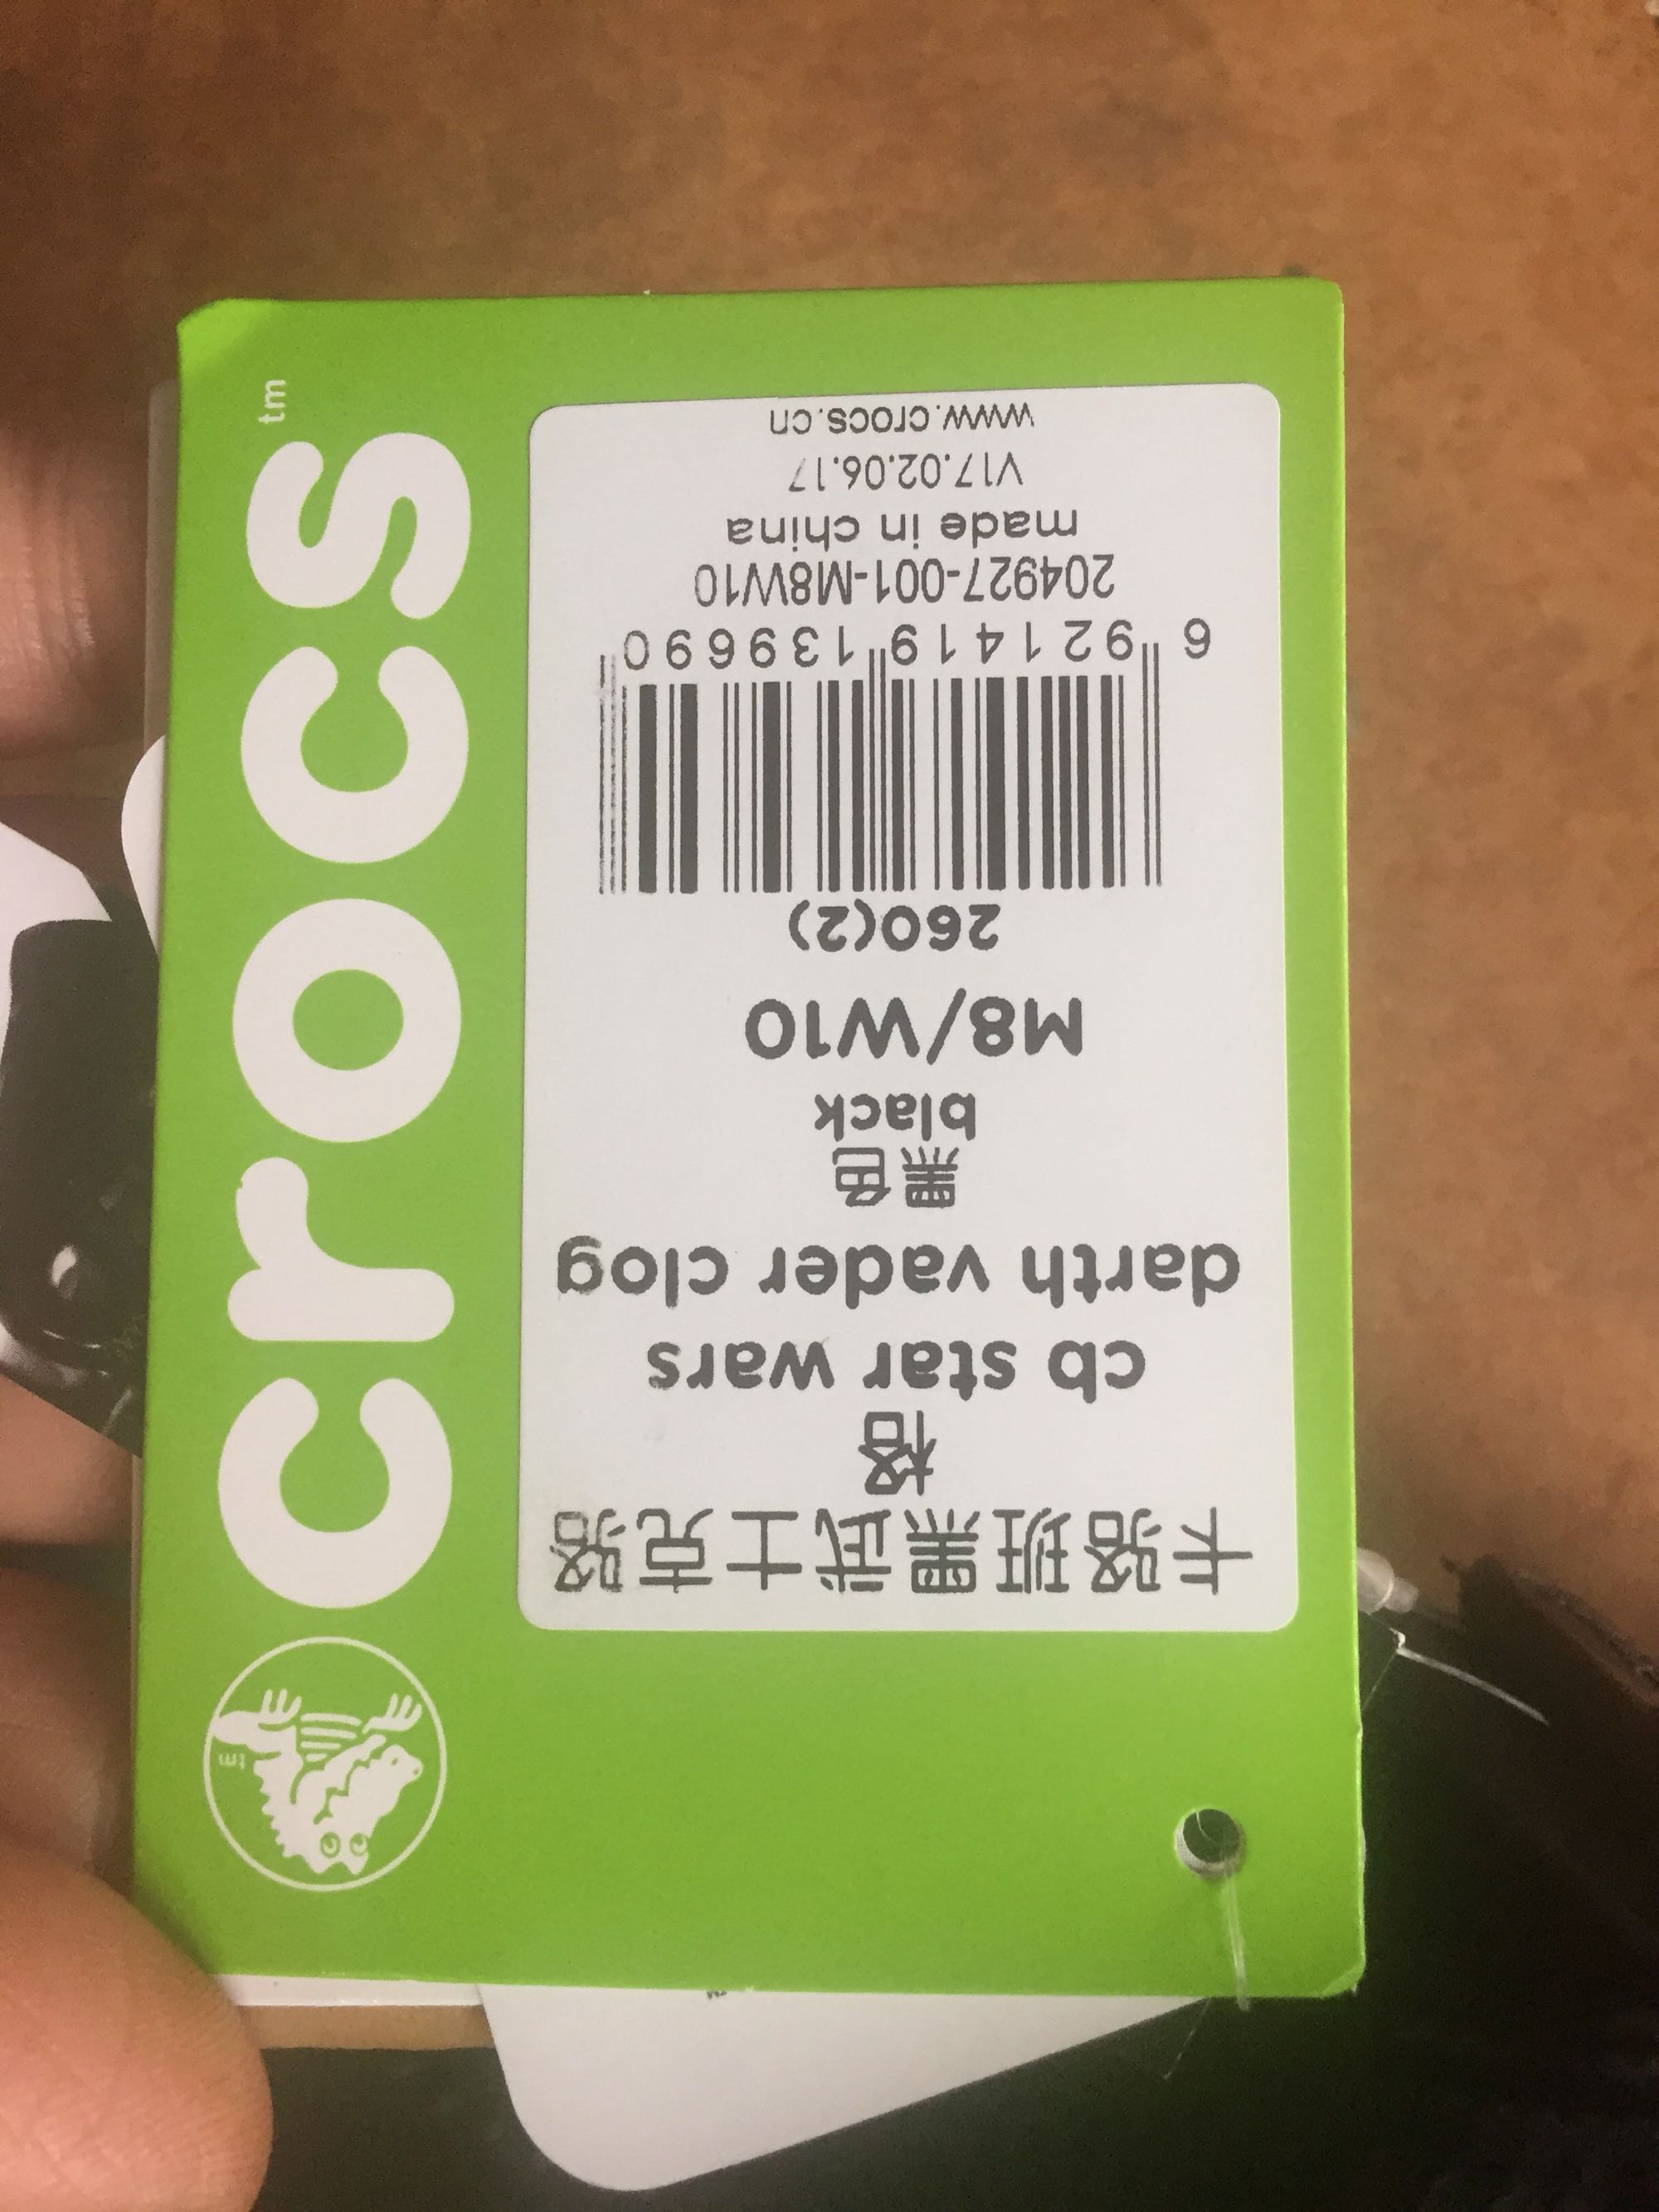 crocs™
tm
卡骆班黑武士克骆
格
cb star wars
darth vader clog
黑色
black
M8/W10
260(2)
6 921419 139690
204927-001-M8W10
made in china
V17.02.06.17
www.crocs.cn